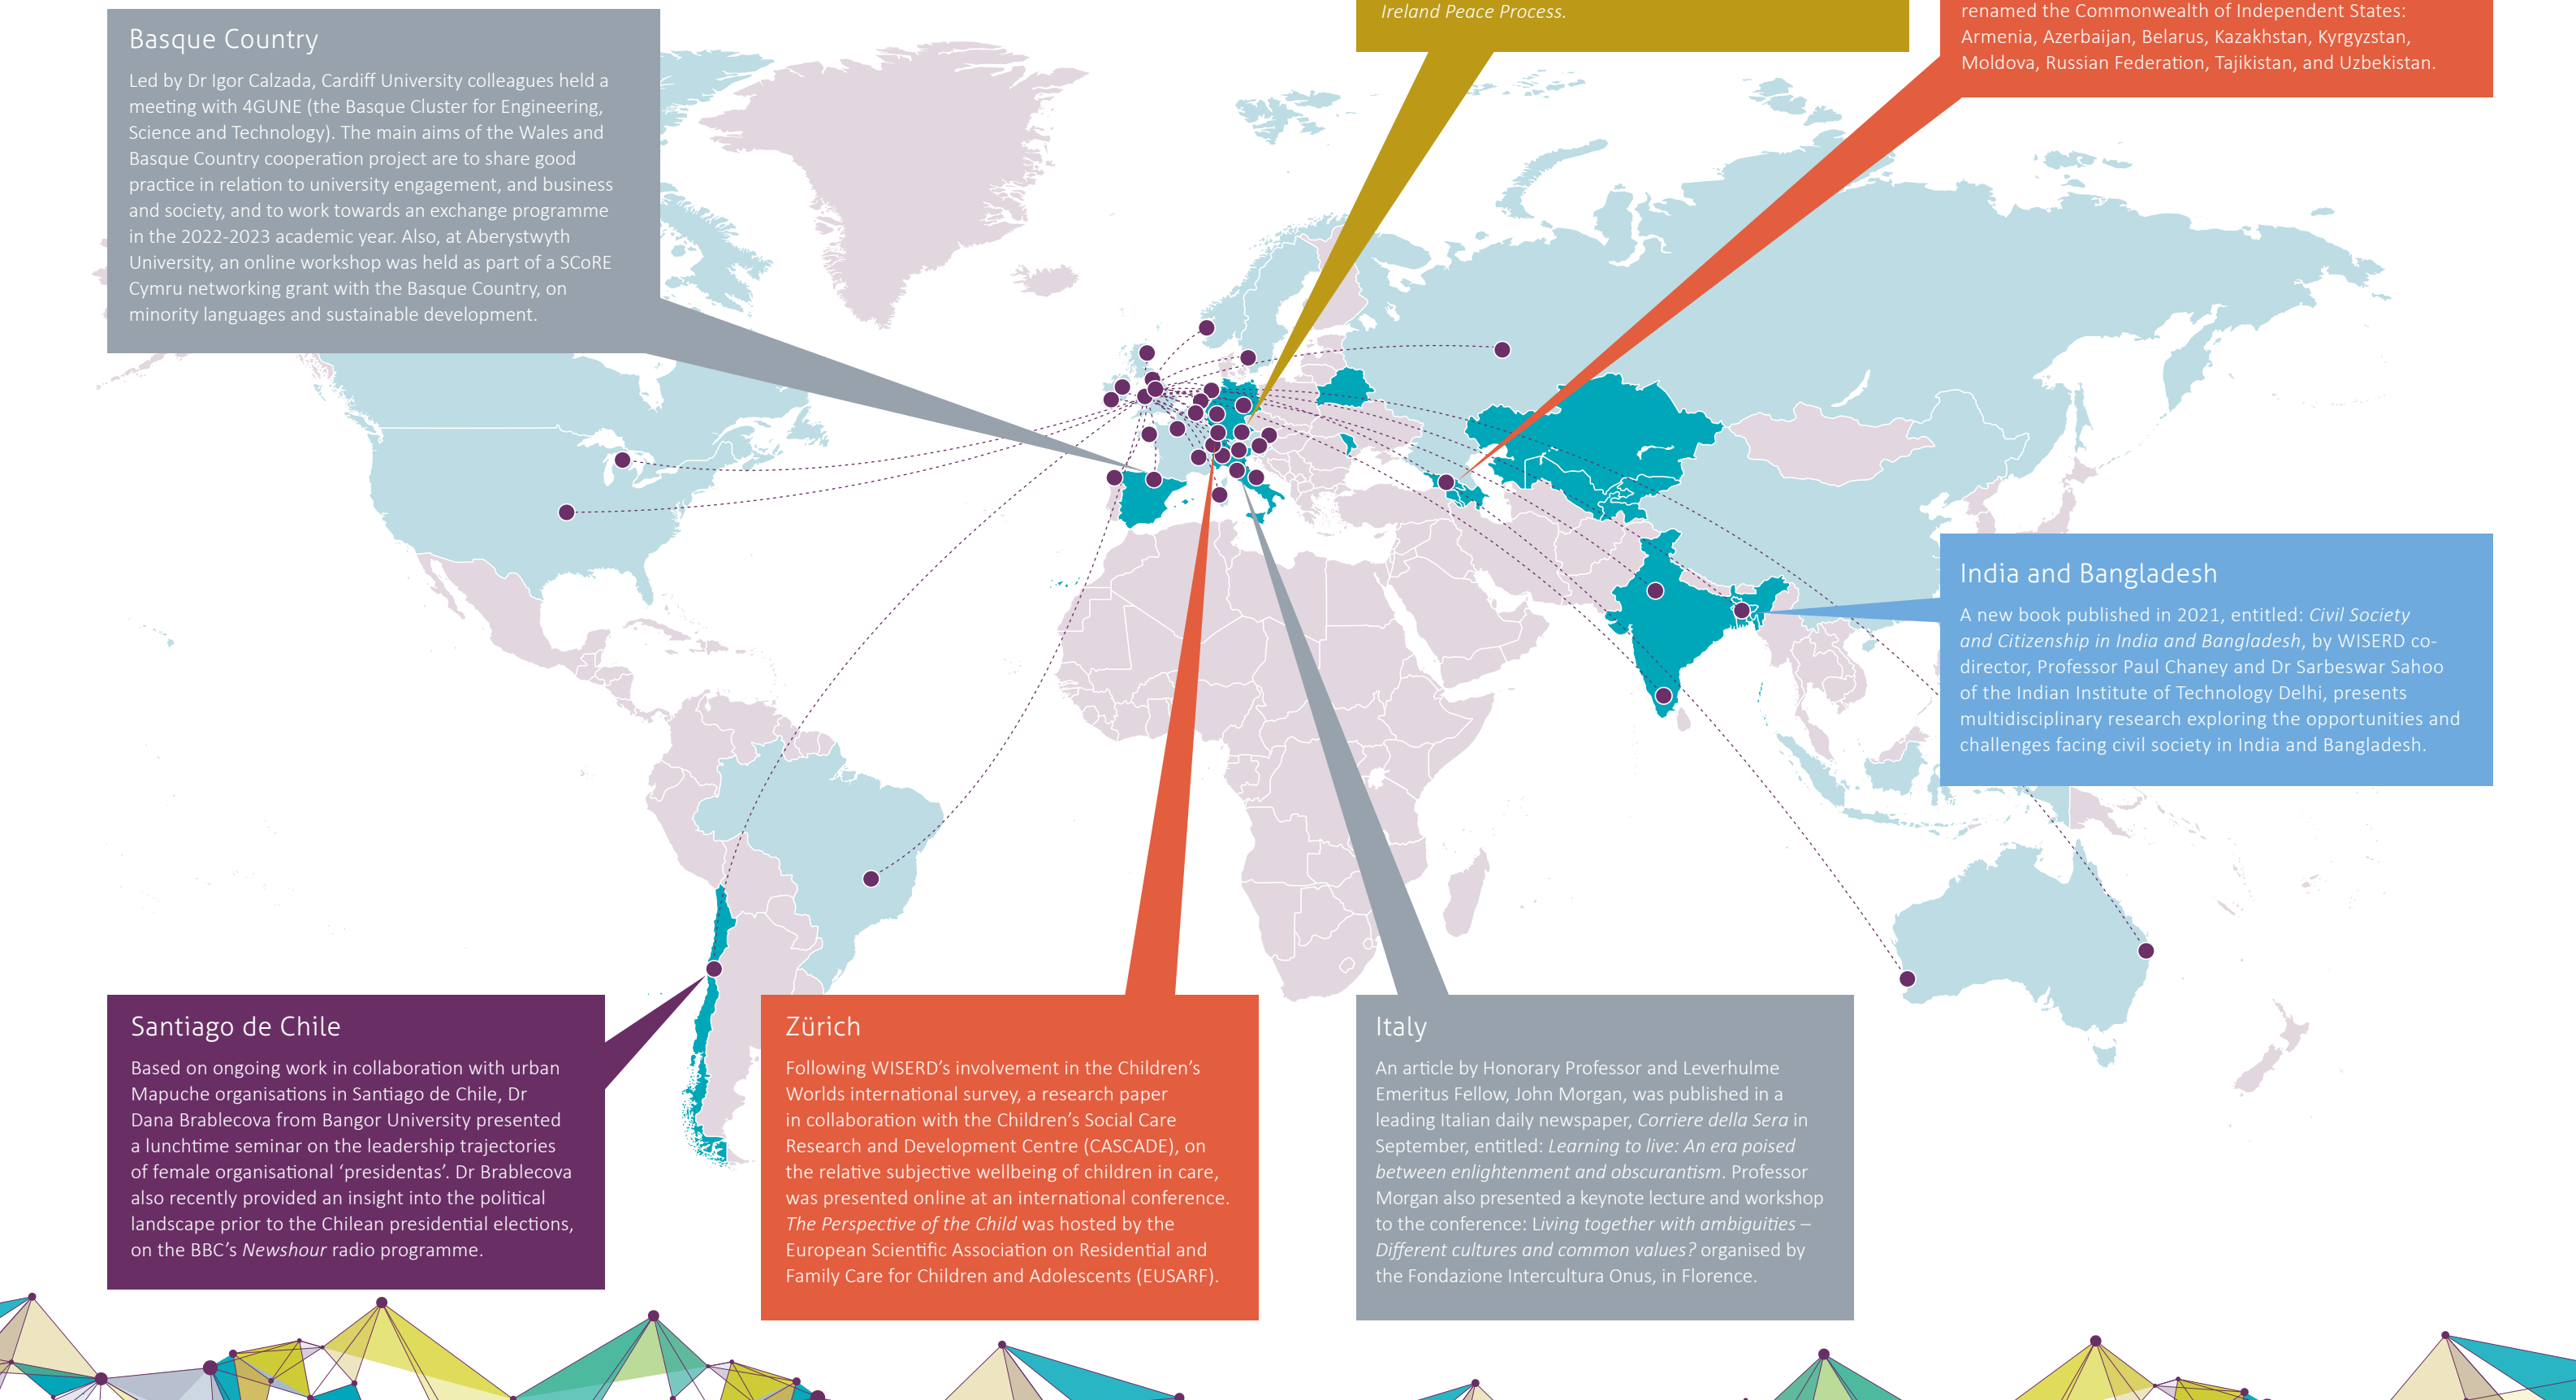 Ireland Peace Process.
renamed the Commonwealth of Independent States:
Armenia, Azerbaijan, Belarus, Kazakhstan, Kyrgyzstan,
Moldova, Russian Federation, Tajikistan, and Uzbekistan.
Basque Country
Led by Dr Igor Calzada, Cardiff University colleagues held a
meeting with 4GUNE (the Basque Cluster for Engineering,
Science and Technology). The main aims of the Wales and
Basque Country cooperation project are to share good
practice in relation to university engagement, and business
and society, and to work towards an exchange programme
in the 2022-2023 academic year. Also, at Aberystwyth
University, an online workshop was held as part of a SCoRE
Cymru networking grant with the Basque Country, on
minority languages and sustainable development.
India and Bangladesh
A new book published in 2021, entitled: Civil Society
and Citizenship in India and Bangladesh, by WISERD co-
director, Professor Paul Chaney and Dr Sarbeswar Sahoo
of the Indian Institute of Technology Delhi, presents
multidisciplinary research exploring the opportunities and
challenges facing civil society in India and Bangladesh.
Santiago de Chile
Based on ongoing work in collaboration with urban
Mapuche organisations in Santiago de Chile, Dr
Dana Brablecova from Bangor University presented
a lunchtime seminar on the leadership trajectories
of female organisational ‘presidentas’. Dr Brablecova
also recently provided an insight into the political
landscape prior to the Chilean presidential elections,
on the BBC’s Newshour radio programme.
Zürich
Following WISERD’s involvement in the Children’s
Worlds international survey, a research paper
in collaboration with the Children’s Social Care
Research and Development Centre (CASCADE), on
the relative subjective wellbeing of children in care,
was presented online at an international conference.
The Perspective of the Child was hosted by the
European Scientific Association on Residential and
Family Care for Children and Adolescents (EUSARF).
Italy
An article by Honorary Professor and Leverhulme
Emeritus Fellow, John Morgan, was published in a
leading Italian daily newspaper, Corriere della Sera in
September, entitled: Learning to live: An era poised
between enlightenment and obscurantism. Professor
Morgan also presented a keynote lecture and workshop
to the conference: Living together with ambiguities –
Different cultures and common values? organised by
the Fondazione Intercultura Onus, in Florence.